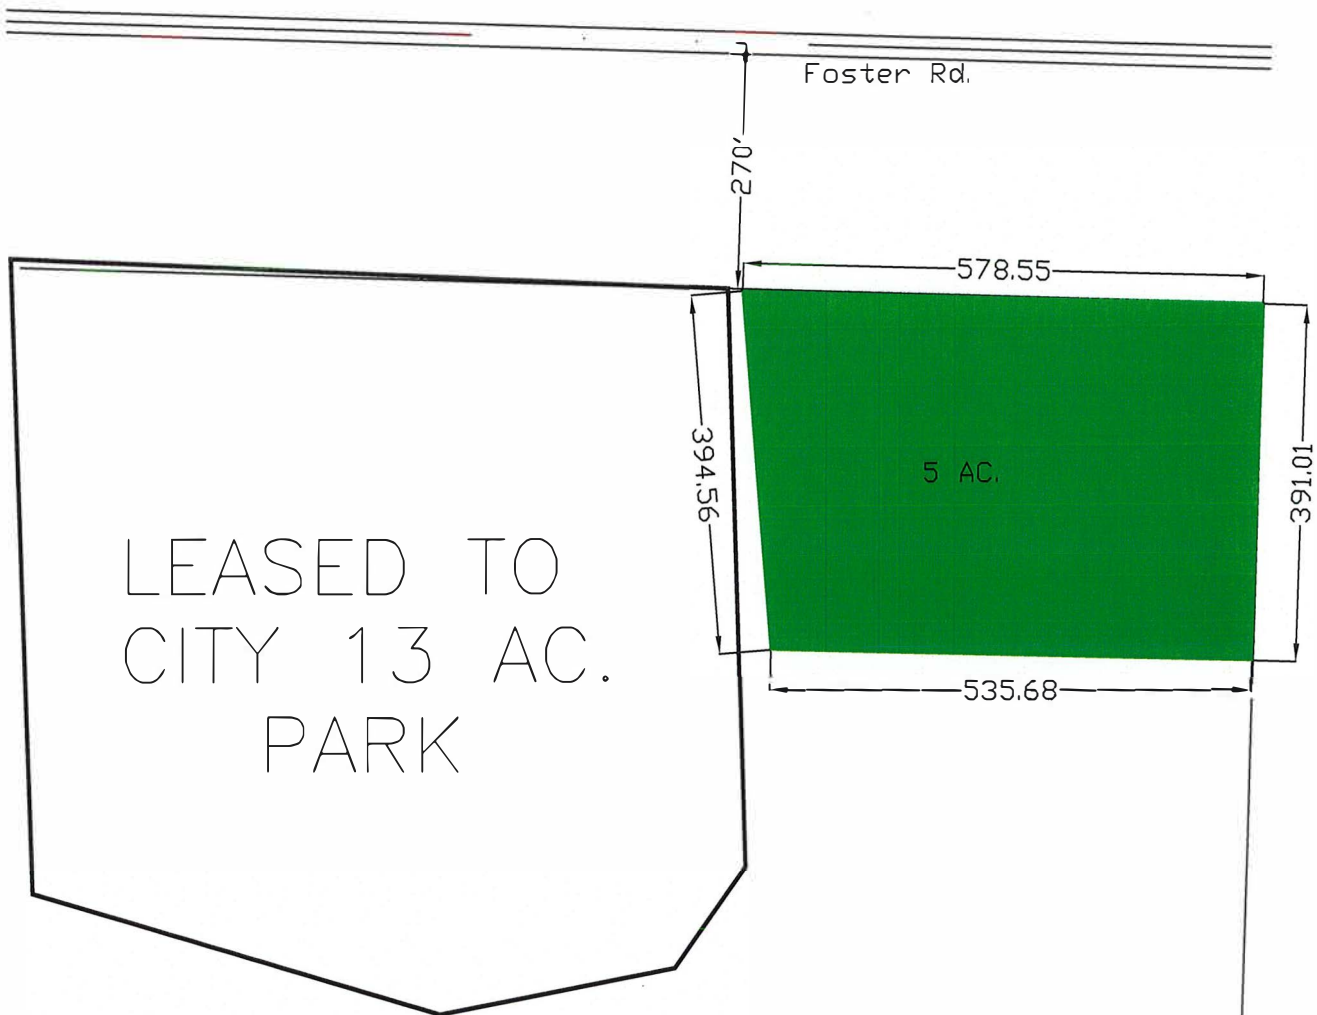 Foster Rd.
270'
578.55
394.56
5 AC.
391.01
LEASED TO
CITY 13 AC.
PARK
535.68